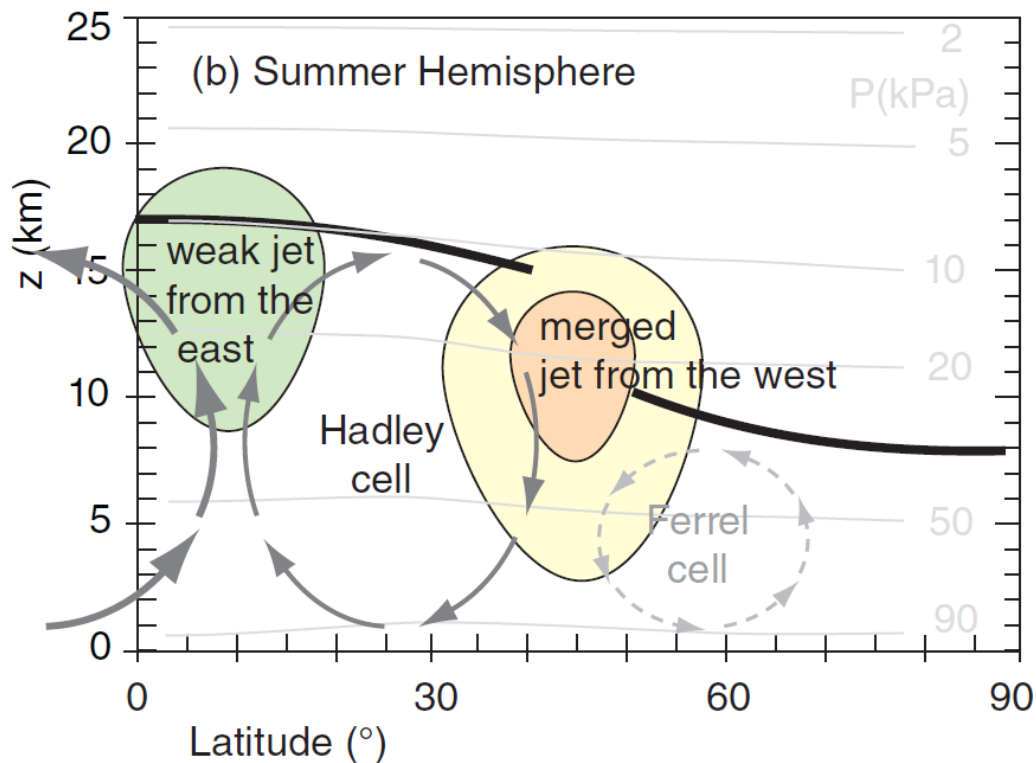 25
(b) Summer Hemisphere
2
P(kPa)
20
5
z (km)
15
weak jet
from the
east
10
merged
jet from the west
20
10
Hadley
cell
5
Ferrel
cell
50
90
0
0
30
60
90
Latitude (°)